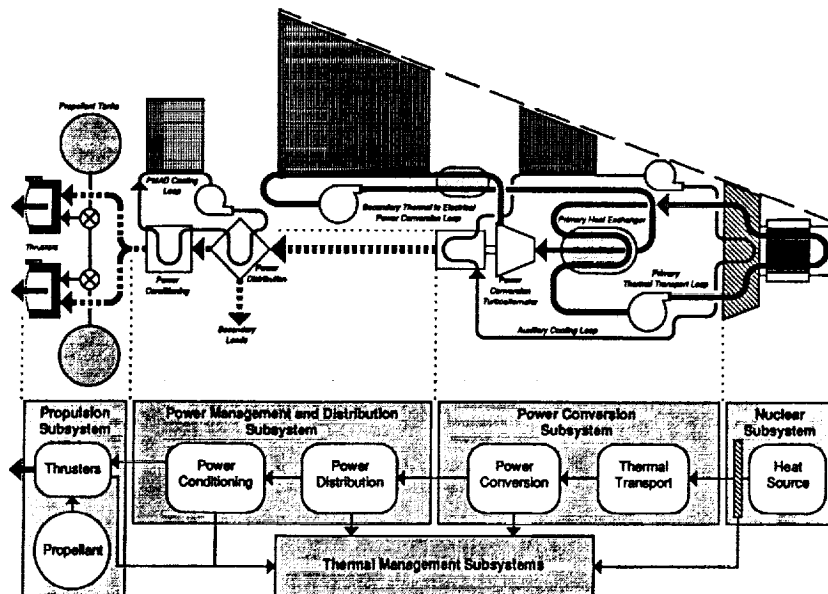 Propellant Tanks
PMAD Cooling
Loop
Secondary Thermal to Electrical
Power Conversion Loop
Primary Heat Exchanger
Thrusters
Power
Conditioning
Power
Distribution
Secondary
Loads
Power
Conversion
Turboalternator
Primary
Thermal Transport Loop
Auxiliary Cooling Loop
Propulsion
Subsystem
Power Management and Distribution
Subsystem
Power Conversion
Subsystem
Nuclear
Subsystem
Thrusters
Power
Conditioning
Power
Distribution
Power
Conversion
Thermal
Transport
Heat
Source
Propellant
Thermal Management Subsystems